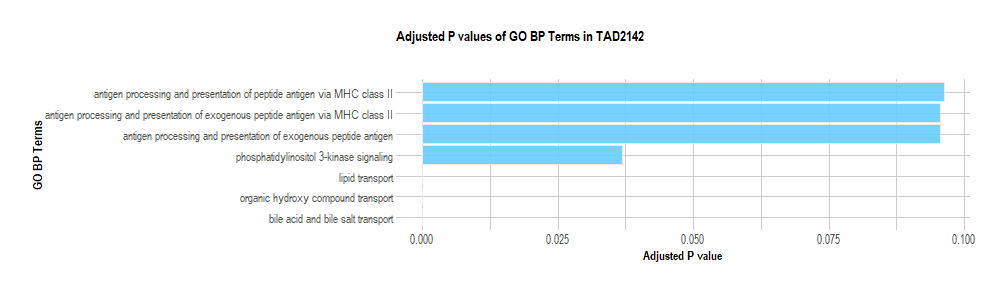 Adjusted P values of GO BP Terms in TAD2142
GO BP Terms
antigen processing and presentation of peptide antigen via MHC class II
antigen processing and presentation of exogenous peptide antigen via MHC class II
antigen processing and presentation of exogenous peptide antigen
phosphatidylinositol 3-kinase signaling
lipid transport
organic hydroxy compound transport
bile acid and bile salt transport
0.000 0.025 0.050 0.075 0.100
Adjusted P value